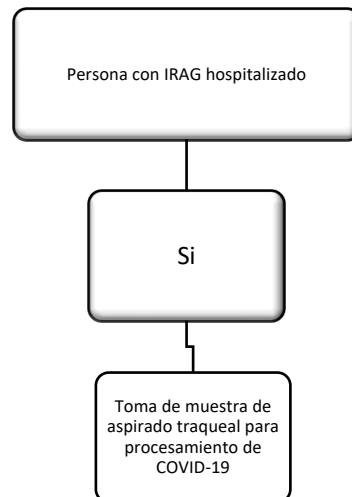 Persona con IRAG hospitalizado
Si
Toma de muestra de
aspirado traqueal para
procesamiento de
COVID-19